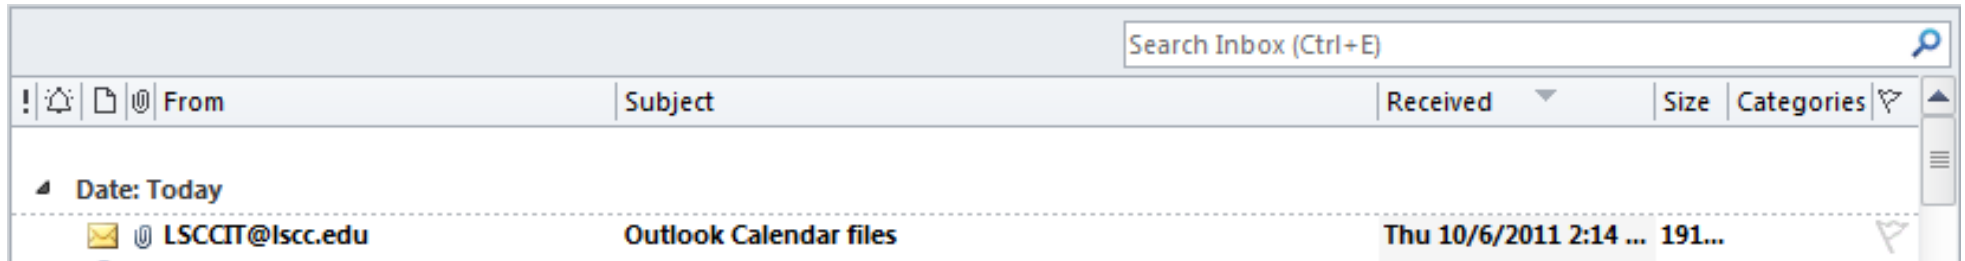 Search Inbox (Ctrl+E)
! From Subject Received Size Categories
Date: Today
LSCCIT@lscc.edu Outlook Calendar files Thu 10/6/2011 2:14 ... 191...